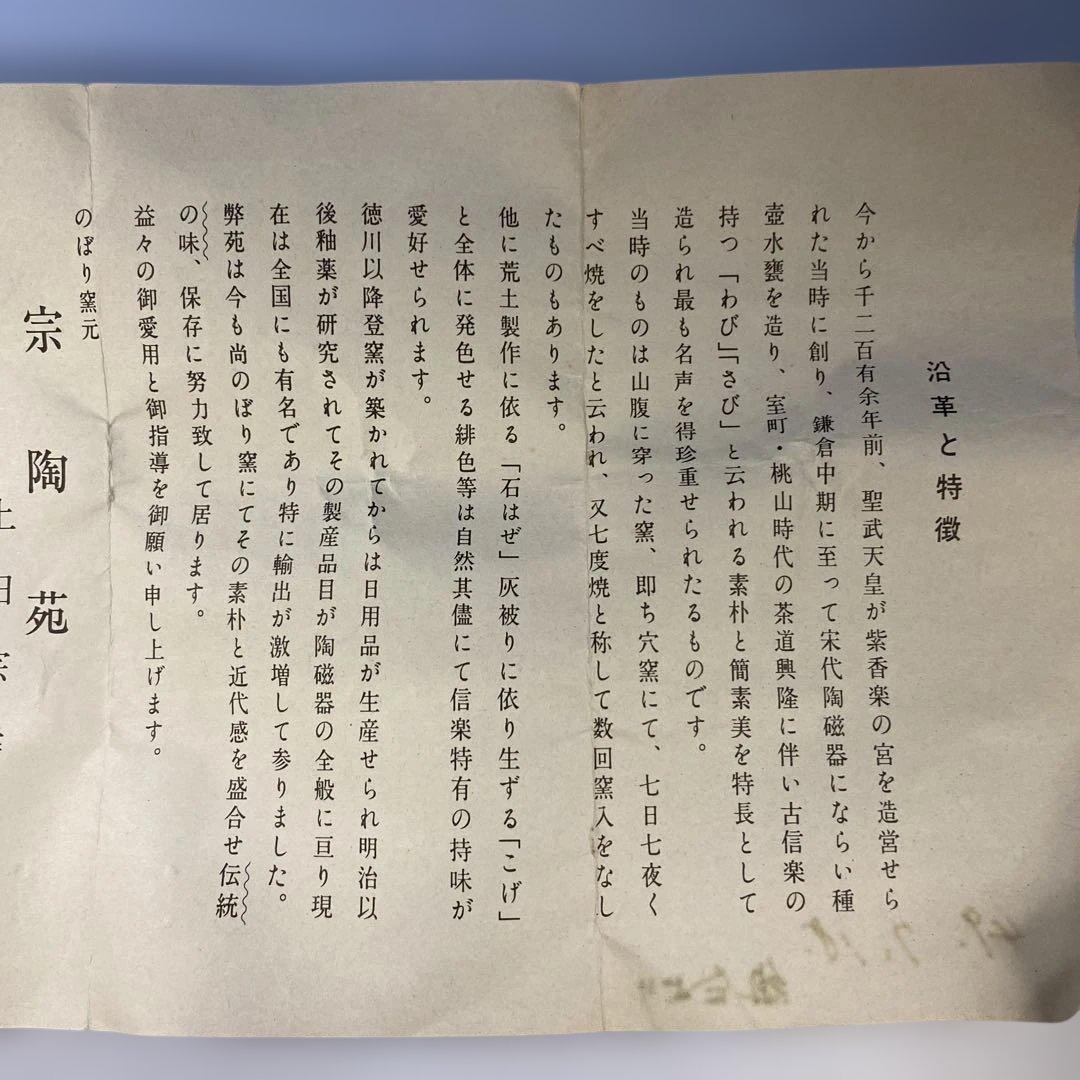 沿革と特徴
今から千二百有余年前、聖武天皇が紫香楽の宮を造営せら
れた当時に創り、鎌倉中期に至って宋代陶磁器にならい種
壺水甕を造り、室町・桃山時代の茶道興隆に伴い古信楽の
持つ「わび」「さび」と云われる素朴と簡素美を特長として
造られ最も名声を得珍重せられたるものです。
当時のものは山腹に穿った窯、即ち穴窯にて、七日七夜く
すべ焼をしたと云われ、又七度焼と称して数回窯入をなし
たものもあります。
他に荒土製作に依る「石はぜ」灰被りに依り生ずる「こげ」
と全体に発色せる緋色等は自然其儘にて信楽特有の持味が
愛好せられます。
徳川以降登窯が築かれてからは日用品が生産せられ明治以
後釉薬が研究されてその製産品目が陶磁器の全般に亘り現
在は全国にも有名であり特に輸出が激増して参りました。
弊苑は今も尚のぼり窯にてその素朴と近代感を盛合せ伝統
の味、保存に努力致して居ります。
益々の御愛用と御指導を御願い申し上げます。
のぼり窯元
宗陶苑
49.7.18.